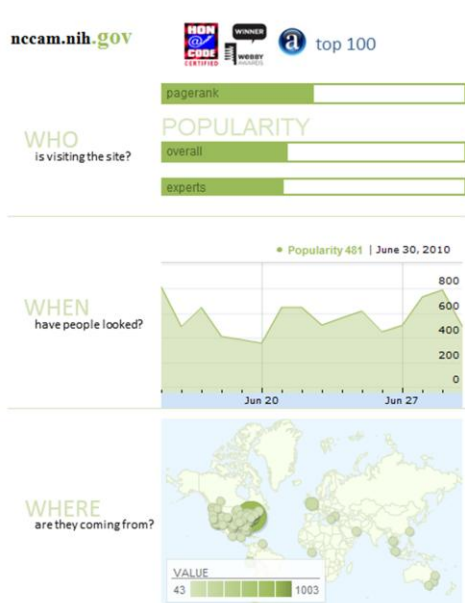 nccam.nih.gov
HON
@
CODE
CERTIFIED
WINNER
WEBBY
AWARDS
a
top 100
pagerank
WHO
is visiting the site?
POPULARITY
overall
experts
Popularity 481 | June 30, 2010
WHEN
have people looked?
800
600
400
200
0
Jun 20
Jun 27
WHERE
are they coming from?
VALUE
43
1003